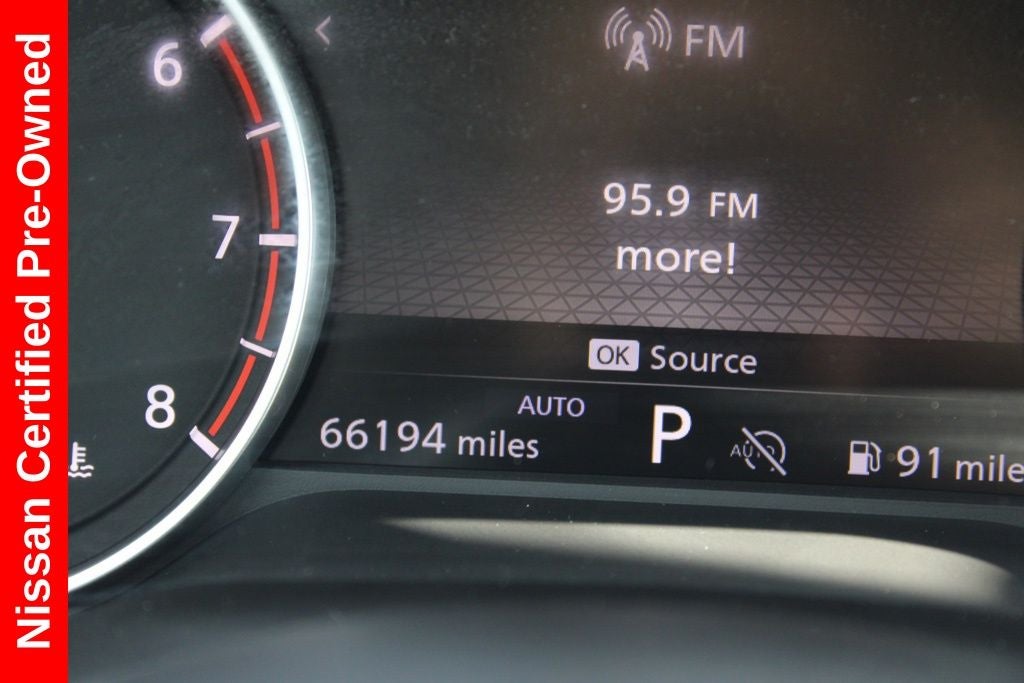 Nissan Certified Pre-Owned
6
7
8
< FM
95.9 FM
more!
OK Source
AUTO
66194 miles
P
AUTO
91 mile